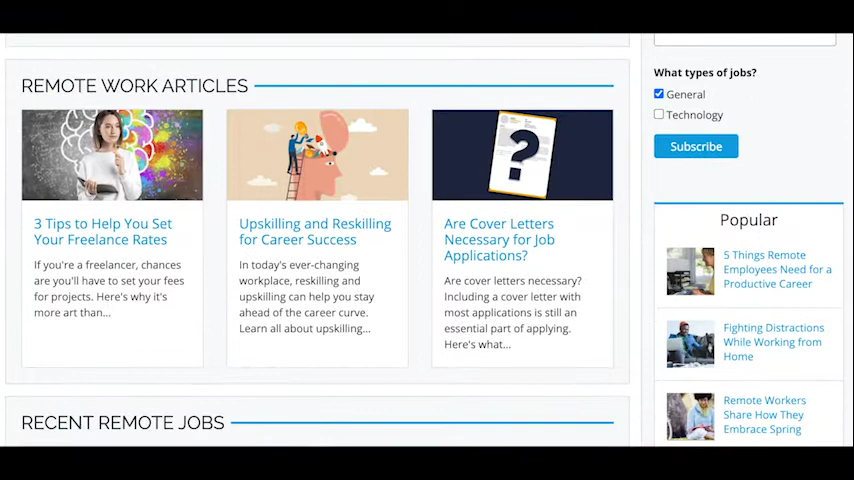 REMOTE WORK ARTICLES
3 Tips to Help You Set
Your Freelance Rates
If you're a freelancer, chances
are you'll have to set your fees
for projects. Here's why it's
more art than...
Upskilling and Reskilling
for Career Success
In today's ever-changing
workplace, reskilling and
upskilling can help you stay
ahead of the career curve.
Learn all about upskilling...
?
Are Cover Letters
Necessary for Job
Applications?
Are cover letters necessary?
Including a cover letter with
most applications is still an
essential part of applying.
Here's what...
RECENT REMOTE JOBS
What types of jobs?
General
Technology
Subscribe
Popular
5 Things Remote
Employees Need for a
Productive Career
Fighting Distractions
While Working from
Home
Remote Workers
Share How They
Embrace Spring